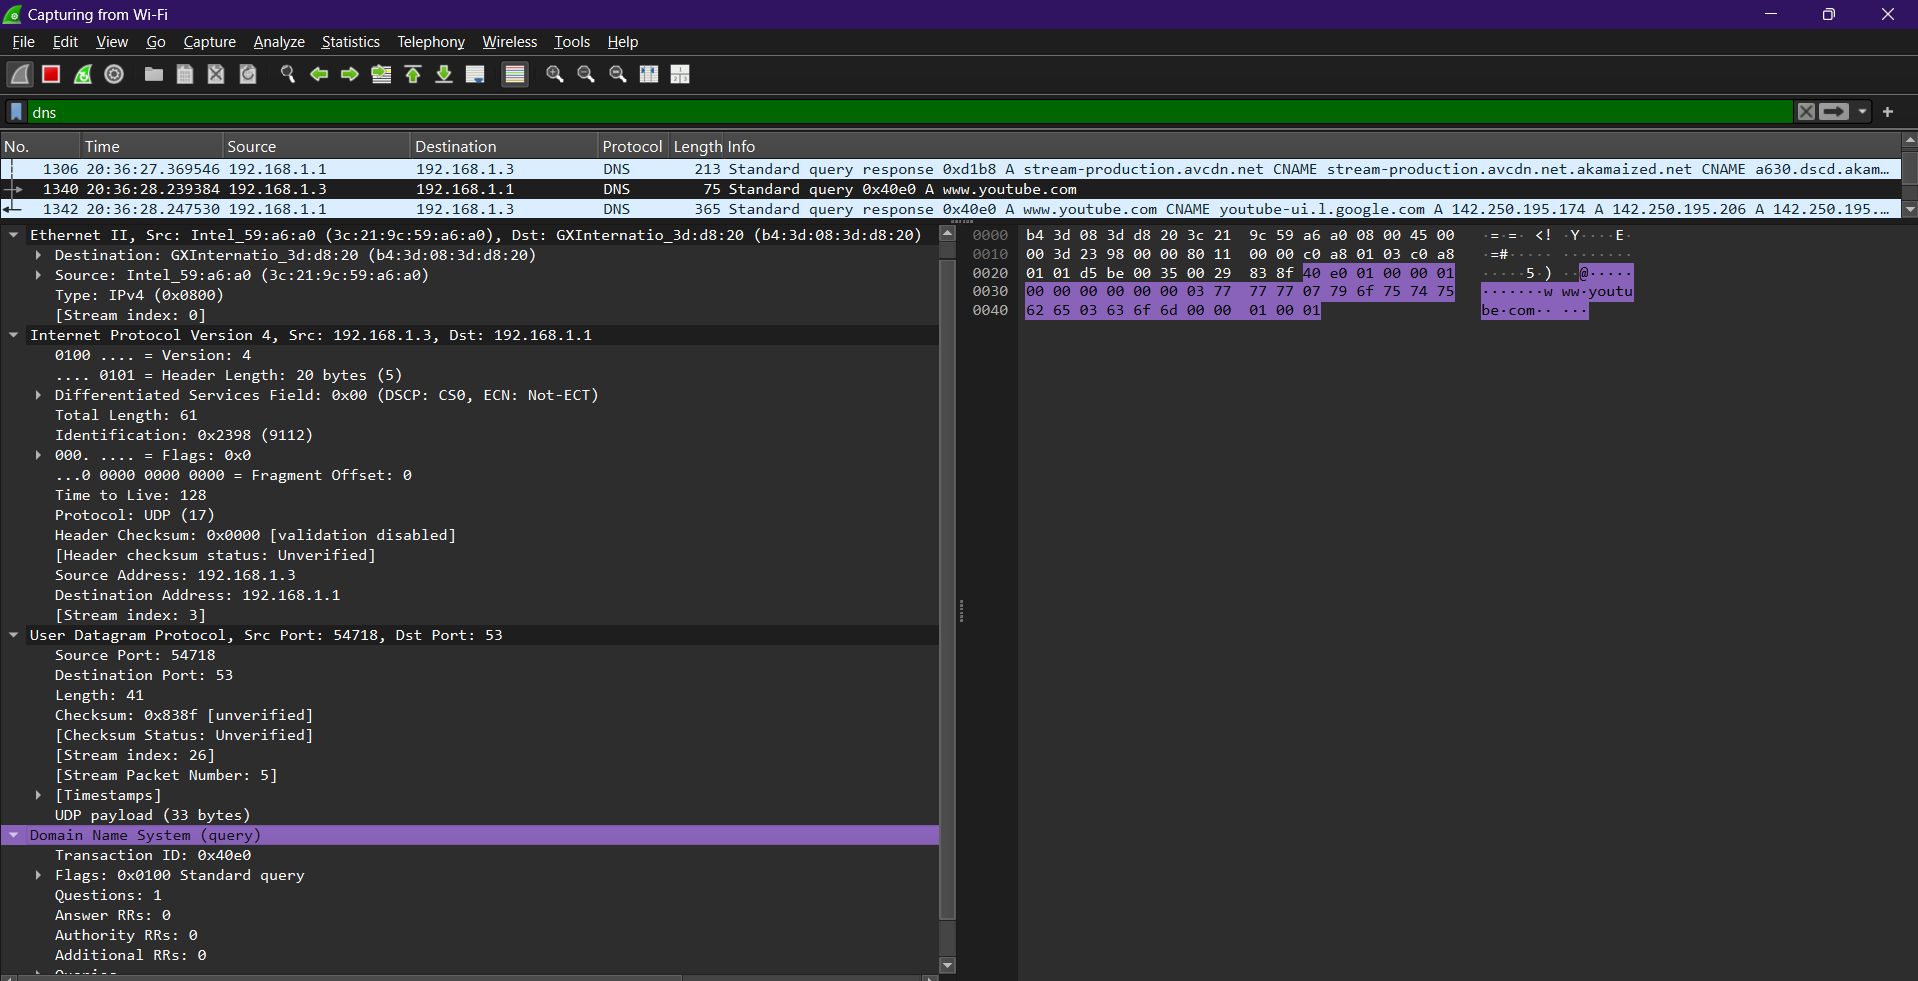 Capturing from Wi-Fi
File Edit View Go Capture Analyze Statistics Telephony Wireless Tools Help
dns
No. Time Source Destination Protocol Length Info
1306 20:36:27.369546 192.168.1.1 192.168.1.3 DNS 213 Standard query response 0xd1b8 A stream-production.avcdn.net CNAME stream-production.avcdn.net.akamaized.net CNAME a630.dscd.akam…
1340 20:36:28.239384 192.168.1.3 192.168.1.1 DNS 75 Standard query 0x40e0 A www.youtube.com
1342 20:36:28.247530 192.168.1.1 192.168.1.3 DNS 365 Standard query response 0x40e0 A www.youtube.com CNAME youtube-ui.l.google.com A 142.250.195.174 A 142.250.195.206 A 142.250.195.…
Ethernet II, Src: Intel_59:a6:a0 (3c:21:9c:59:a6:a0), Dst: GXInternatio_3d:d8:20 (b4:3d:08:3d:d8:20)
Destination: GXInternatio_3d:d8:20 (b4:3d:08:3d:d8:20)
Source: Intel_59:a6:a0 (3c:21:9c:59:a6:a0)
Type: IPv4 (0x0800)
[Stream index: 0]
Internet Protocol Version 4, Src: 192.168.1.3, Dst: 192.168.1.1
0100 .... = Version: 4
.... 0101 = Header Length: 20 bytes (5)
Differentiated Services Field: 0x00 (DSCP: CS0, ECN: Not-ECT)
Total Length: 61
Identification: 0x2398 (9112)
000. .... = Flags: 0x0
...0 0000 0000 0000 = Fragment Offset: 0
Time to Live: 128
Protocol: UDP (17)
Header Checksum: 0x0000 [validation disabled]
[Header checksum status: Unverified]
Source Address: 192.168.1.3
Destination Address: 192.168.1.1
[Stream index: 3]
User Datagram Protocol, Src Port: 54718, Dst Port: 53
Source Port: 54718
Destination Port: 53
Length: 41
Checksum: 0x838f [unverified]
[Checksum Status: Unverified]
[Stream index: 26]
[Stream Packet Number: 5]
[Timestamps]
UDP payload (33 bytes)
Domain Name System (query)
Transaction ID: 0x40e0
Flags: 0x0100 Standard query
Questions: 1
Answer RRs: 0
Authority RRs: 0
Additional RRs: 0
0000 b4 3d 08 3d d8 20 3c 21 9c 59 a6 a0 08 00 45 00 ·=·=· <! ·Y····E·
0010 00 3d 23 98 00 00 80 11 00 00 c0 a8 01 03 c0 a8 ·=#····· ········
0020 01 01 d5 be 00 35 00 29 83 8f 40 e0 01 00 00 01 ·····5·) ··@·····
0030 00 00 00 00 00 00 03 77 77 77 07 79 6f 75 74 75 ·······w ww·youtu
0040 62 65 03 63 6f 6d 00 00 01 00 01 be·com·· ···